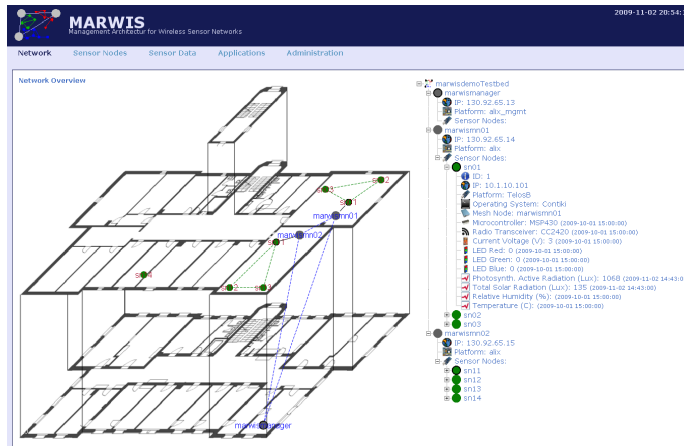 2009-11-02 20:54:
MARWIS
Management Architectur for Wireless Sensor Networks
Network Sensor Nodes Sensor Data Applications Administration
Network Overview
marwismn01
marwismn02
marwismanager
marwisdemoTestbed
marwismanager
IP: 130.92.65.13
Platform: alix_mgmt
Sensor Nodes:
marwismn01
IP: 130.92.65.14
Platform: alix
Sensor Nodes:
sn01
ID: 1
IP: 10.1.10.101
Platform: TelosB
Operating System: Contiki
Mesh Node: marwismn01
Microcontroller: MSP430 (2009-10-01 15:00:00)
Radio Transceiver: CC2420 (2009-10-01 15:00:00)
Current Voltage (V): 3 (2009-10-01 15:00:00)
LED Red: 0 (2009-10-01 15:00:00)
LED Green: 0 (2009-10-01 15:00:00)
LED Blue: 0 (2009-10-01 15:00:00)
Photosynth. Active Radiation (Lux): 1068 (2009-11-02 14:43:0
Total Solar Radiation (Lux): 135 (2009-11-02 14:43:00)
Relative Humidity (%): (2009-10-01 15:00:00)
Temperature (C): (2009-10-01 15:00:00)
sn02
sn03
marwismn02
IP: 130.92.65.15
Platform: alix
Sensor Nodes:
sn11
sn12
sn13
sn14